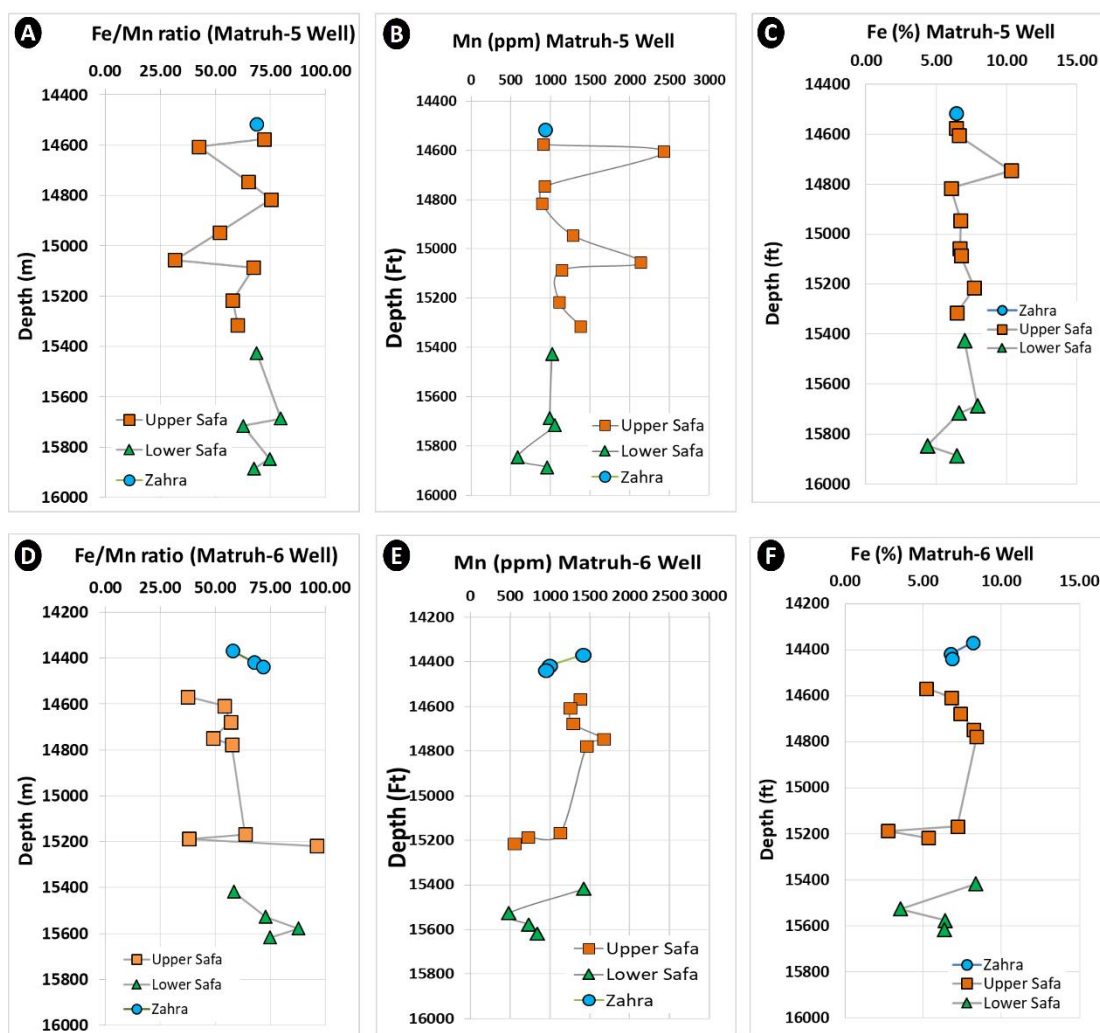 A
Fe/Mn ratio (Matruh-5 Well)
0.00 25.00 50.00 75.00 100.00
14400
14600
14800
15000
15200
15400
15600
15800
16000
Depth (m)
Upper Safa
Lower Safa
Zahra
B
Mn (ppm) Matruh-5 Well
0 500 1000 1500 2000 2500 3000
14400
14600
14800
15000
15200
15400
15600
15800
16000
Depth (Ft)
Upper Safa
Lower Safa
Zahra
C
Fe (%) Matruh-5 Well
0.00 5.00 10.00 15.00
14400
14600
14800
15000
15200
15400
15600
15800
16000
Depth (ft)
Zahra
Upper Safa
Lower Safa
D
Fe/Mn ratio (Matruh-6 Well)
0.00 25.00 50.00 75.00 100.00
14200
14400
14600
14800
15000
15200
15400
15600
15800
16000
Depth (m)
Upper Safa
Lower Safa
Zahra
E
Mn (ppm) Matruh-6 Well
0 500 1000 1500 2000 2500 3000
14200
14400
14600
14800
15000
15200
15400
15600
15800
16000
Depth (Ft)
Upper Safa
Lower Safa
Zahra
F
Fe (%) Matruh-6 Well
0.00 5.00 10.00 15.00
14200
14400
14600
14800
15000
15200
15400
15600
15800
16000
Depth (ft)
Zahra
Upper Safa
Lower Safa